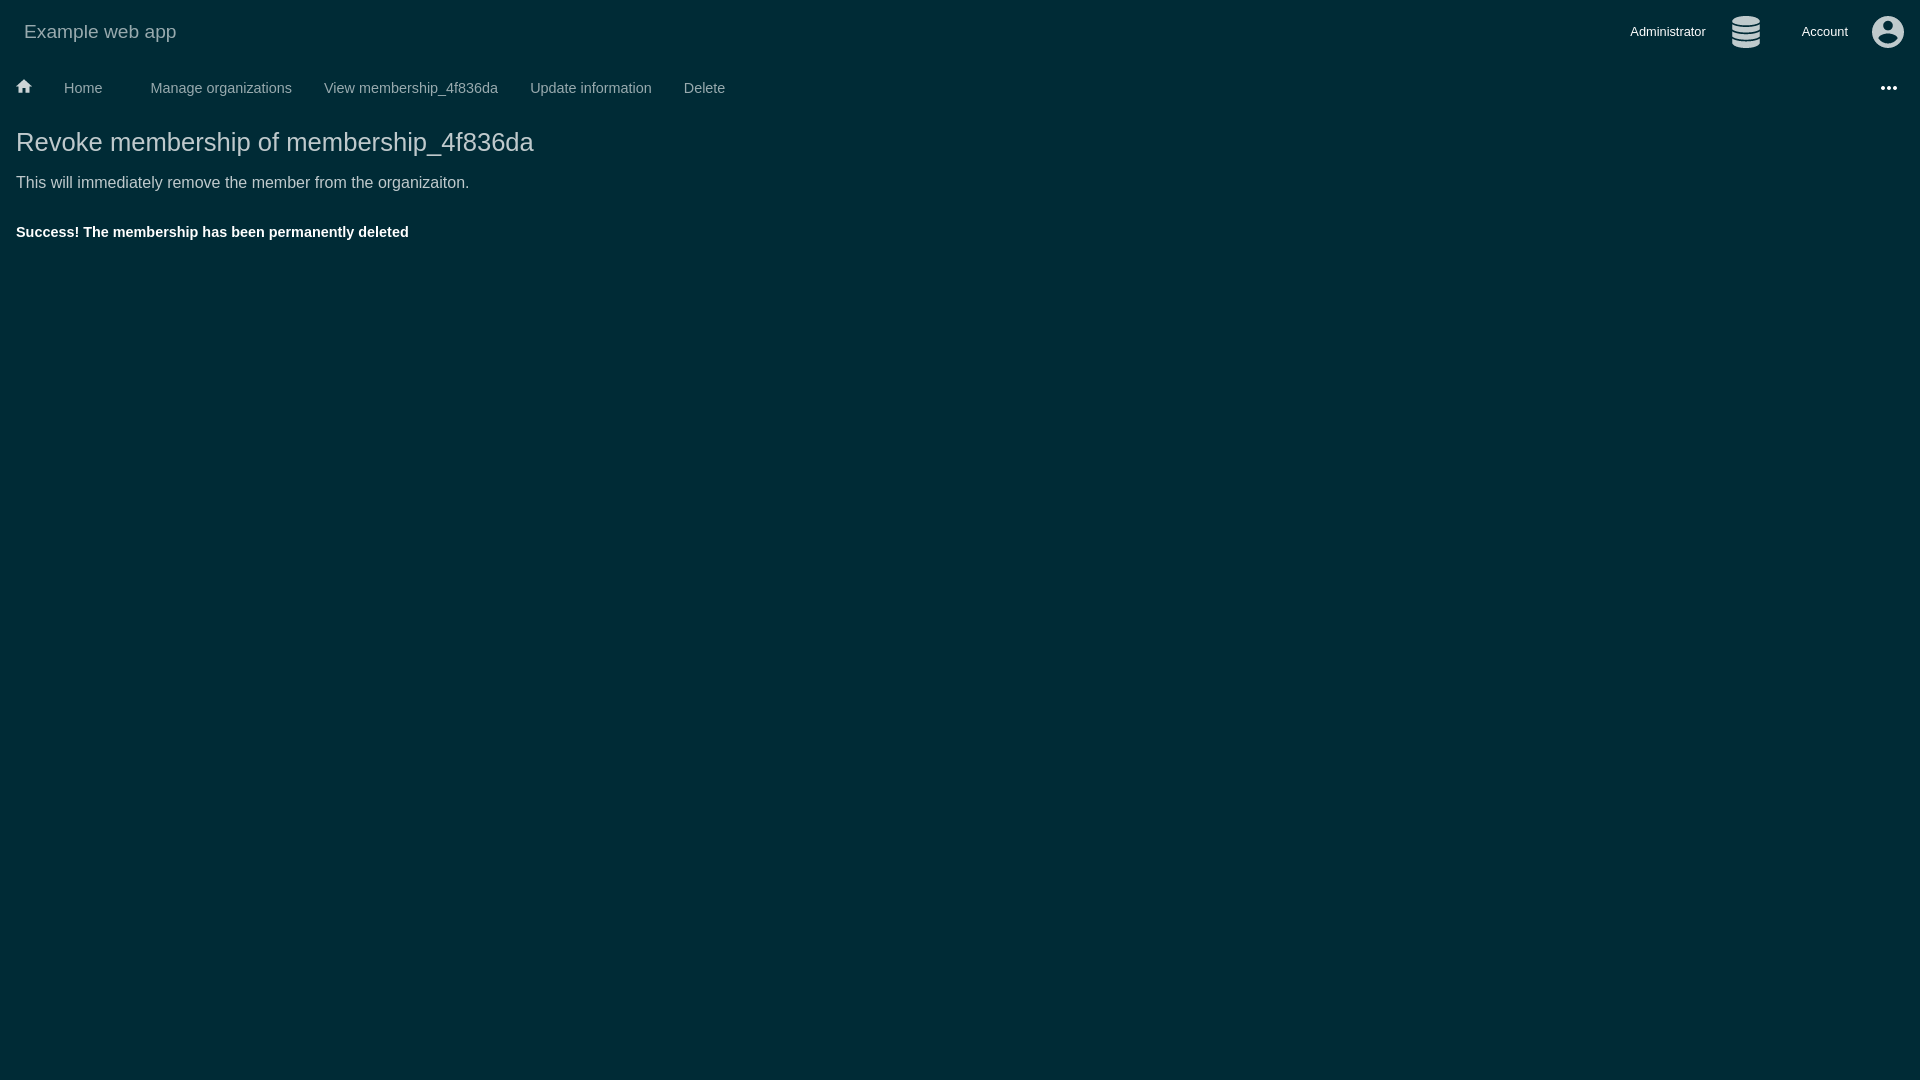 Example web app
Administrator
Account
Home
Manage organizations
View membership_4f836da
Update information
Delete
Revoke membership of membership_4f836da
This will immediately remove the member from the organizaiton.
Success! The membership has been permanently deleted